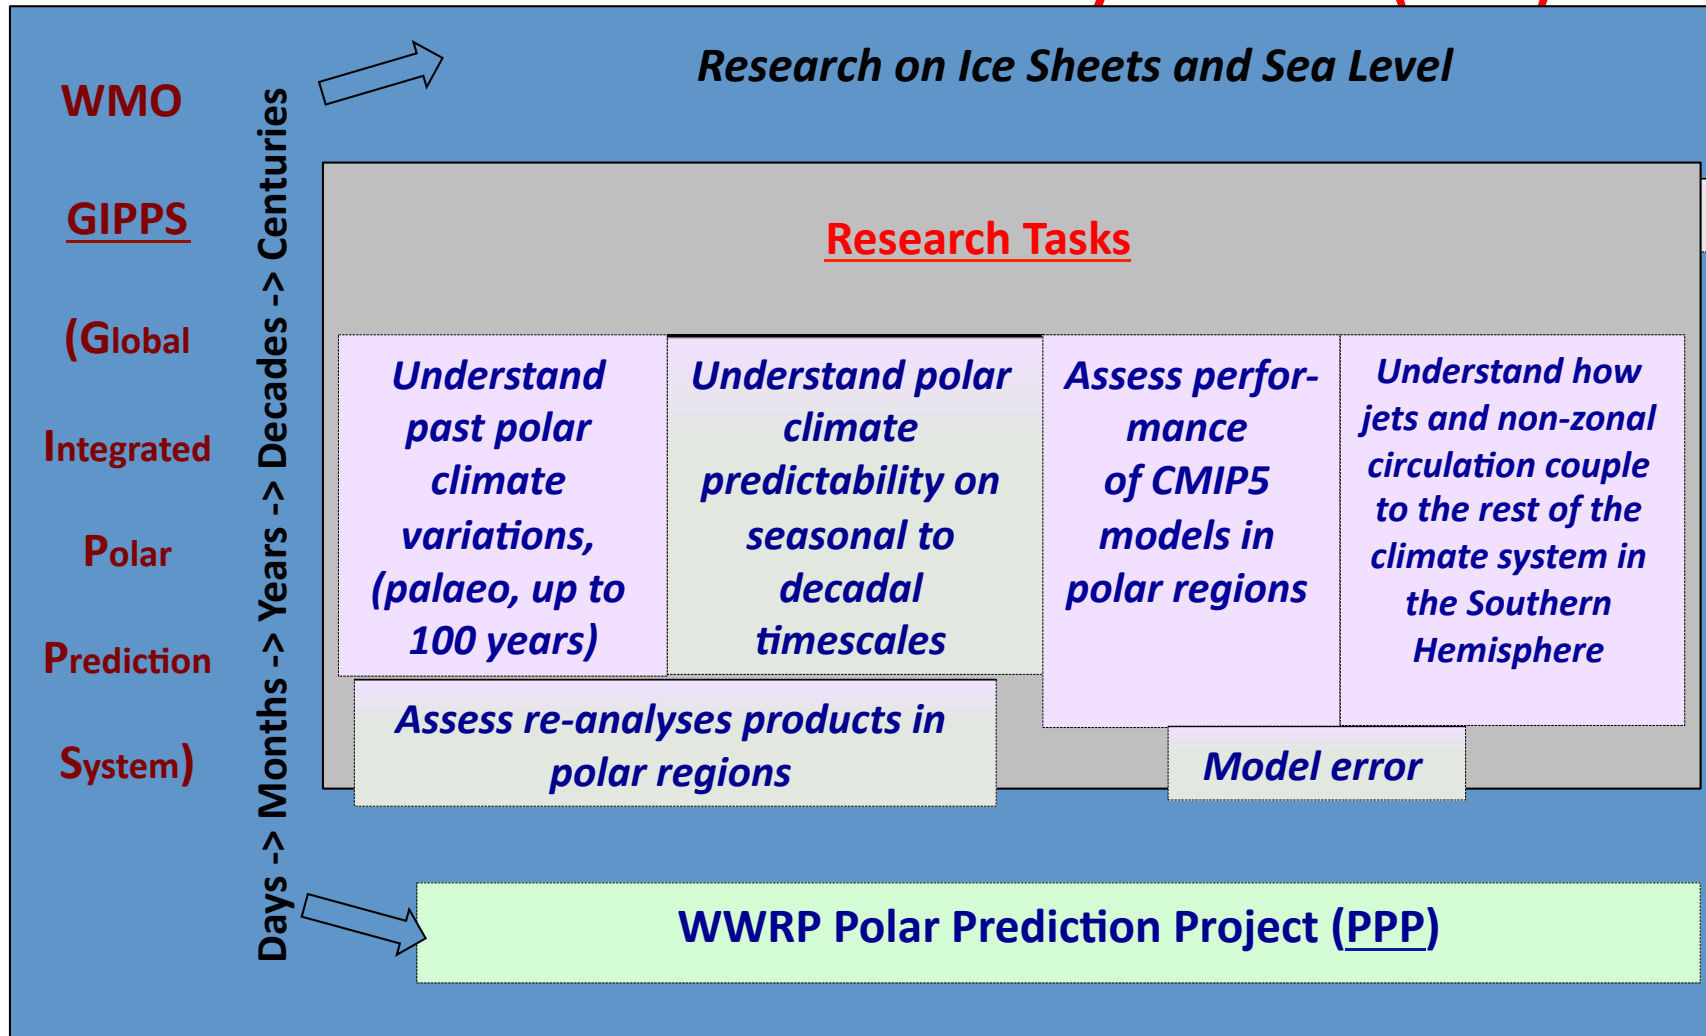 Research on Ice Sheets and Sea Level
WMO
GIPPS
(Global
Integrated
Polar
Prediction
System)
Days -> Months -> Years -> Decades -> Centuries
Research Tasks
Understand
past polar
climate
variations,
(palaeo, up to
100 years)
Understand polar
climate
predictability on
seasonal to
decadal
timescales
Assess perfor-
mance
of CMIP5
models in
polar regions
Understand how
jets and non-zonal
circulation couple
to the rest of the
climate system in
the Southern
Hemisphere
Assess re-analyses products in
polar regions
Model error
WWRP Polar Prediction Project (PPP)